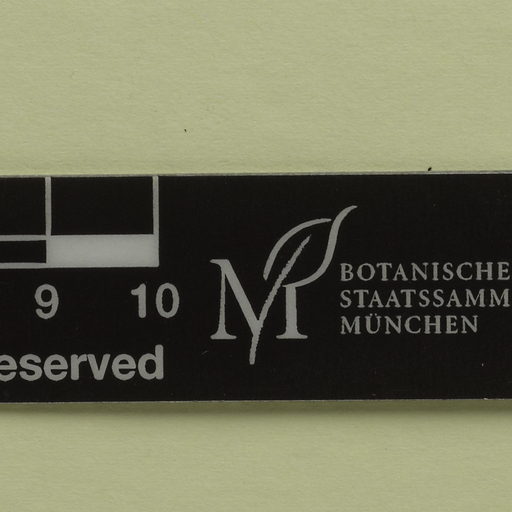 9 10
eserved
M
BOTANISCHE
STAATSSAMM
MÜNCHEN